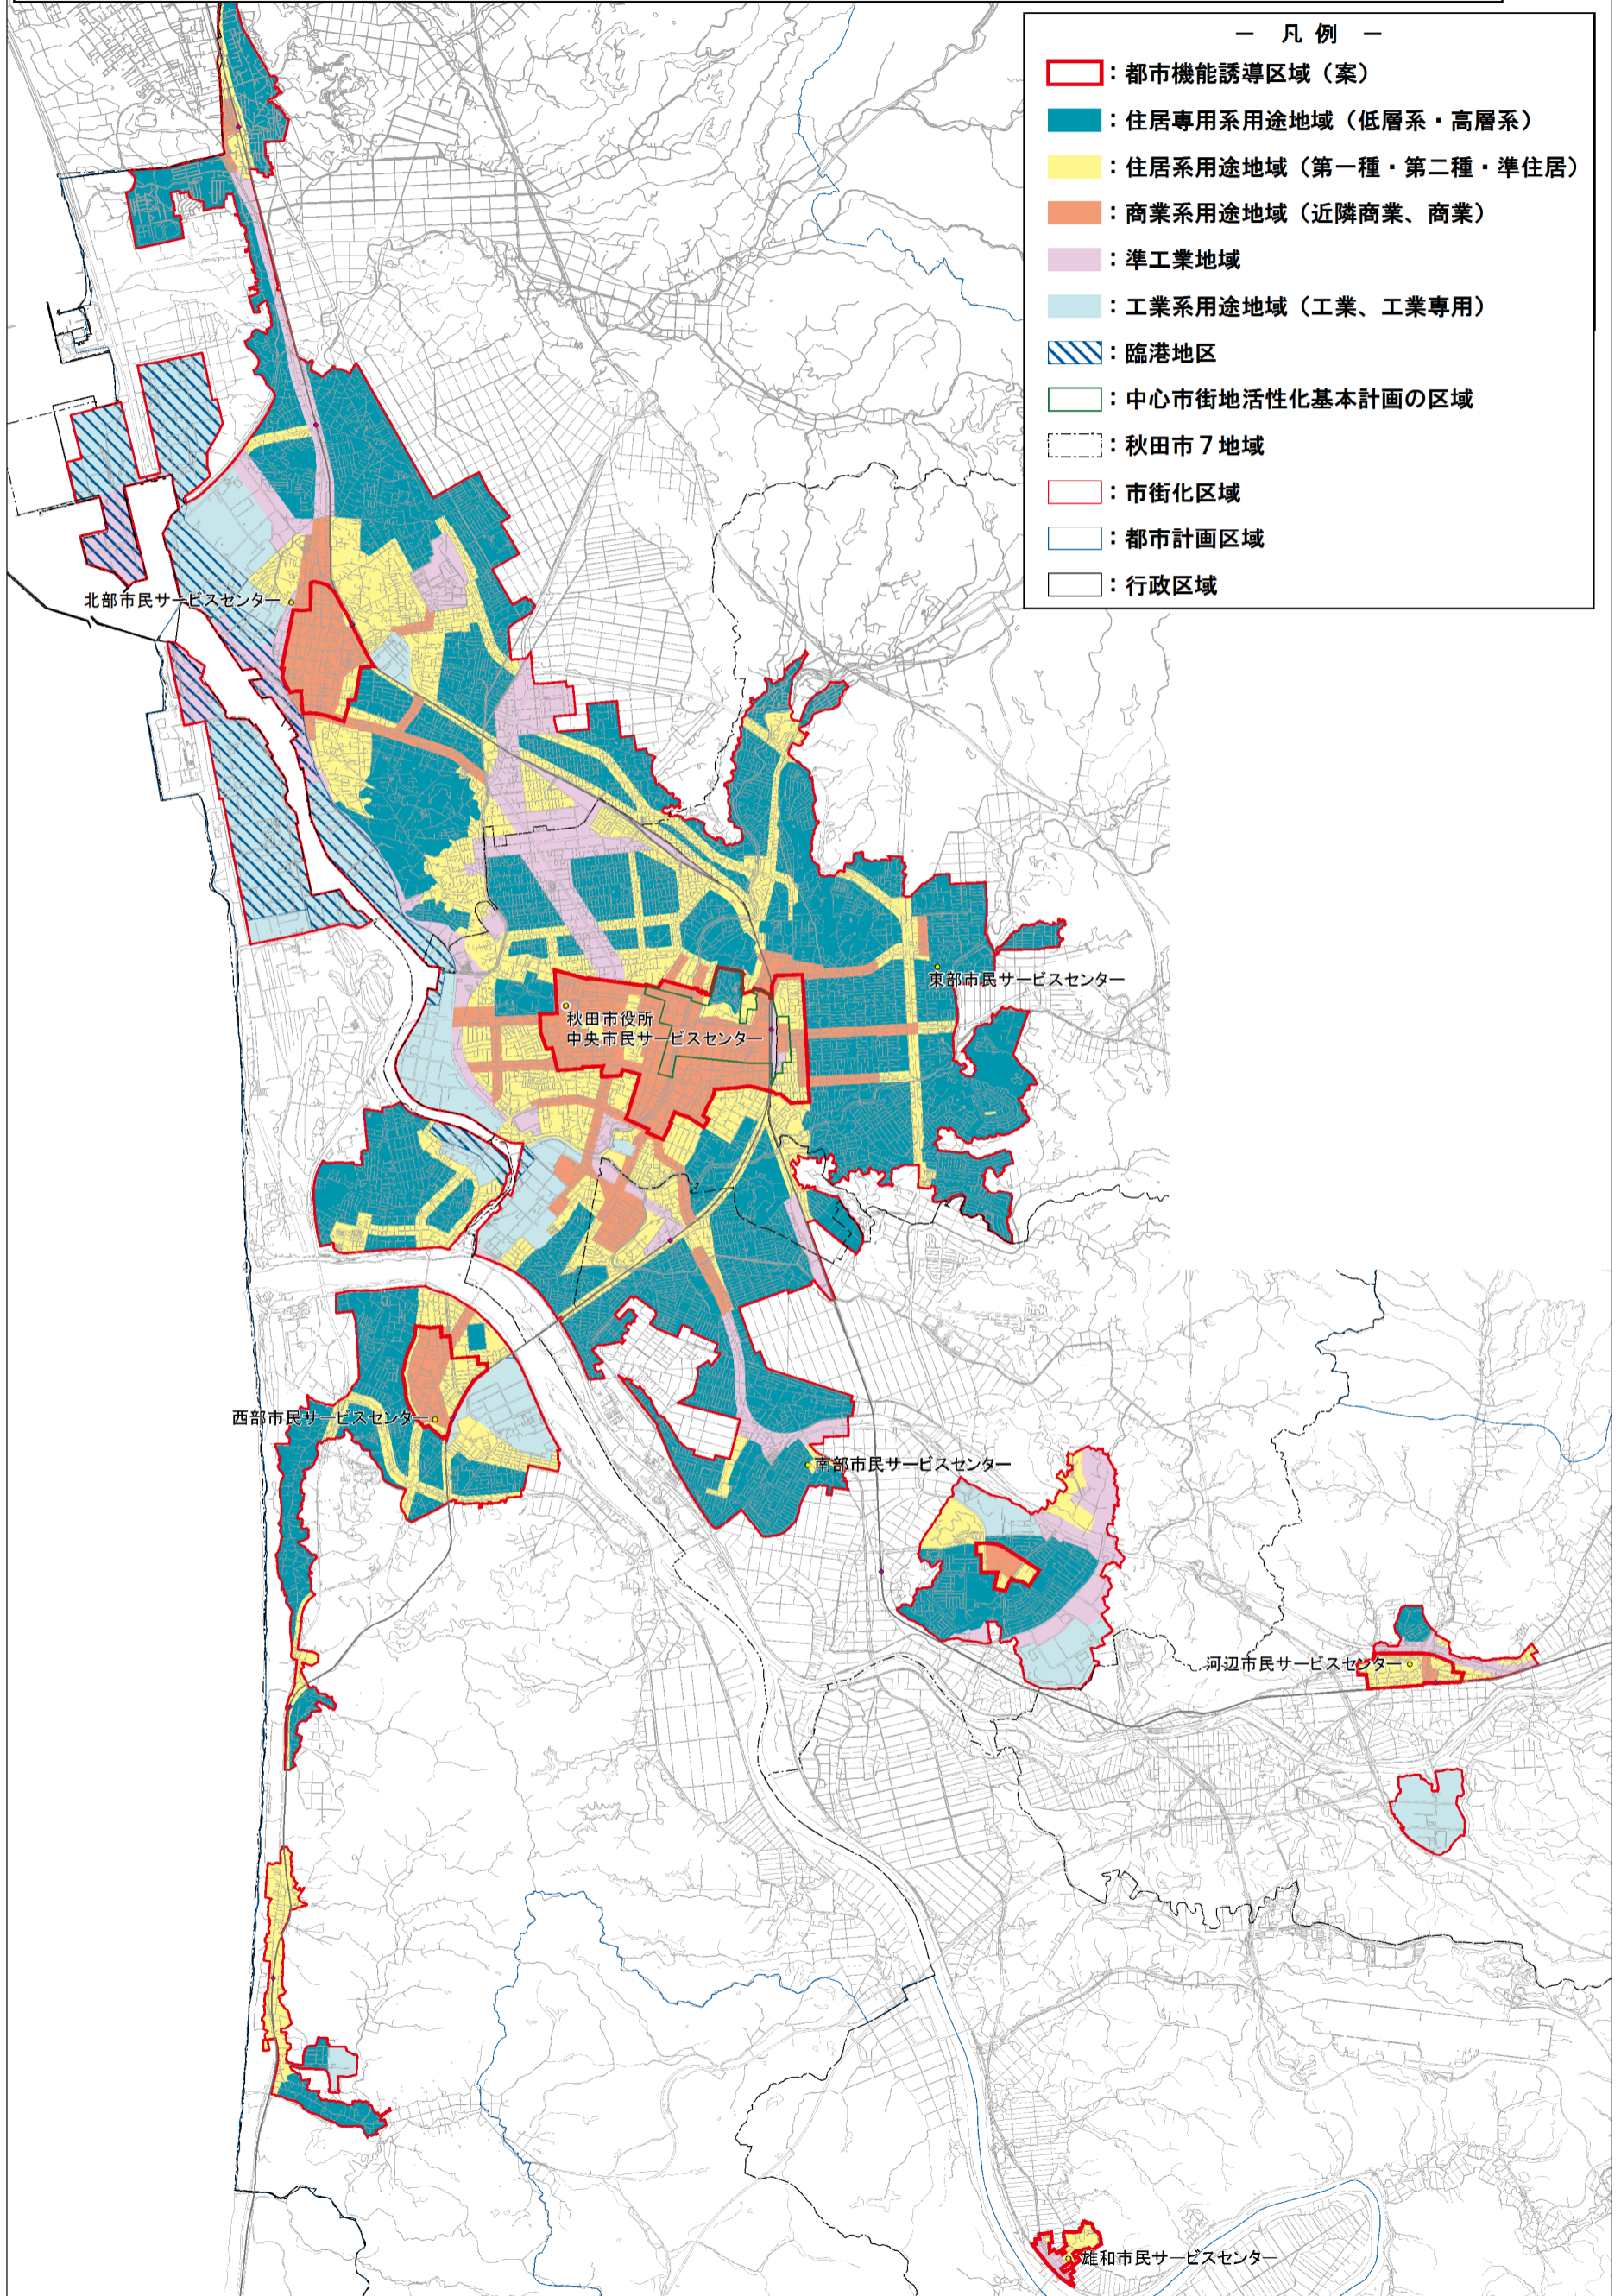 － 凡 例 －
：都市機能誘導区域（案）
：住居専用系用途地域（低層系・高層系）
：住居系用途地域（第一種・第二種・準住居）
：商業系用途地域（近隣商業、商業）
：準工業地域
：工業系用途地域（工業、工業専用）
：臨港地区
：中心市街地活性化基本計画の区域
：秋田市７地域
：市街化区域
：都市計画区域
：行政区域
北部市民サービスセンター
東部市民サービスセンター
秋田市役所
中央市民サービスセンター
西部市民サービスセンター
南部市民サービスセンター
河辺市民サービスセンター
雄和市民サービスセンター